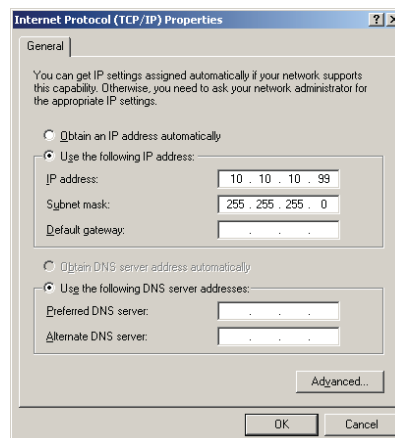 Internet Protocol (TCP/IP) Properties
General
You can get IP settings assigned automatically if your network supports
this capability. Otherwise, you need to ask your network administrator for
the appropriate IP settings.
Obtain an IP address automatically
Use the following IP address:
IP address: 10 . 10 . 10 . 99
Subnet mask: 255 . 255 . 255 . 0
Default gateway: . . .
Obtain DNS server address automatically
Use the following DNS server addresses:
Preferred DNS server: . . .
Alternate DNS server: . . .
Advanced...
OK Cancel